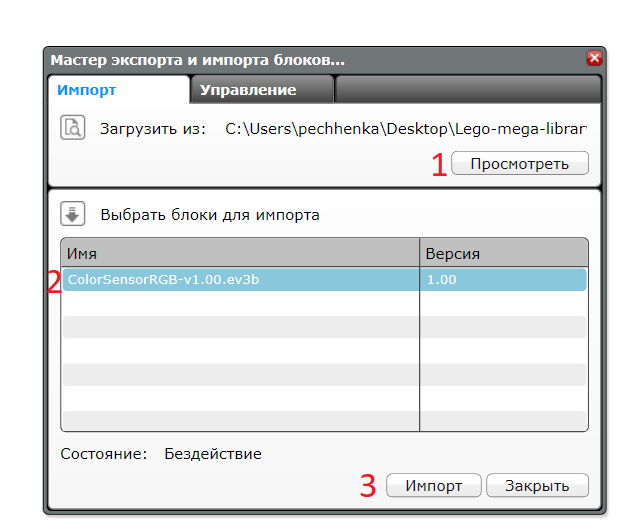 Мастер экспорта и импорта блоков...
Импорт Управление
Загрузить из: C:\Users\pechhenka\Desktop\Lego-mega-librar
1 Просмотреть
Выбрать блоки для импорта
Имя Версия
2 ColorSensorRGB-v1.00.ev3b 1.00
Состояние: Бездействие
3 Импорт Закрыть